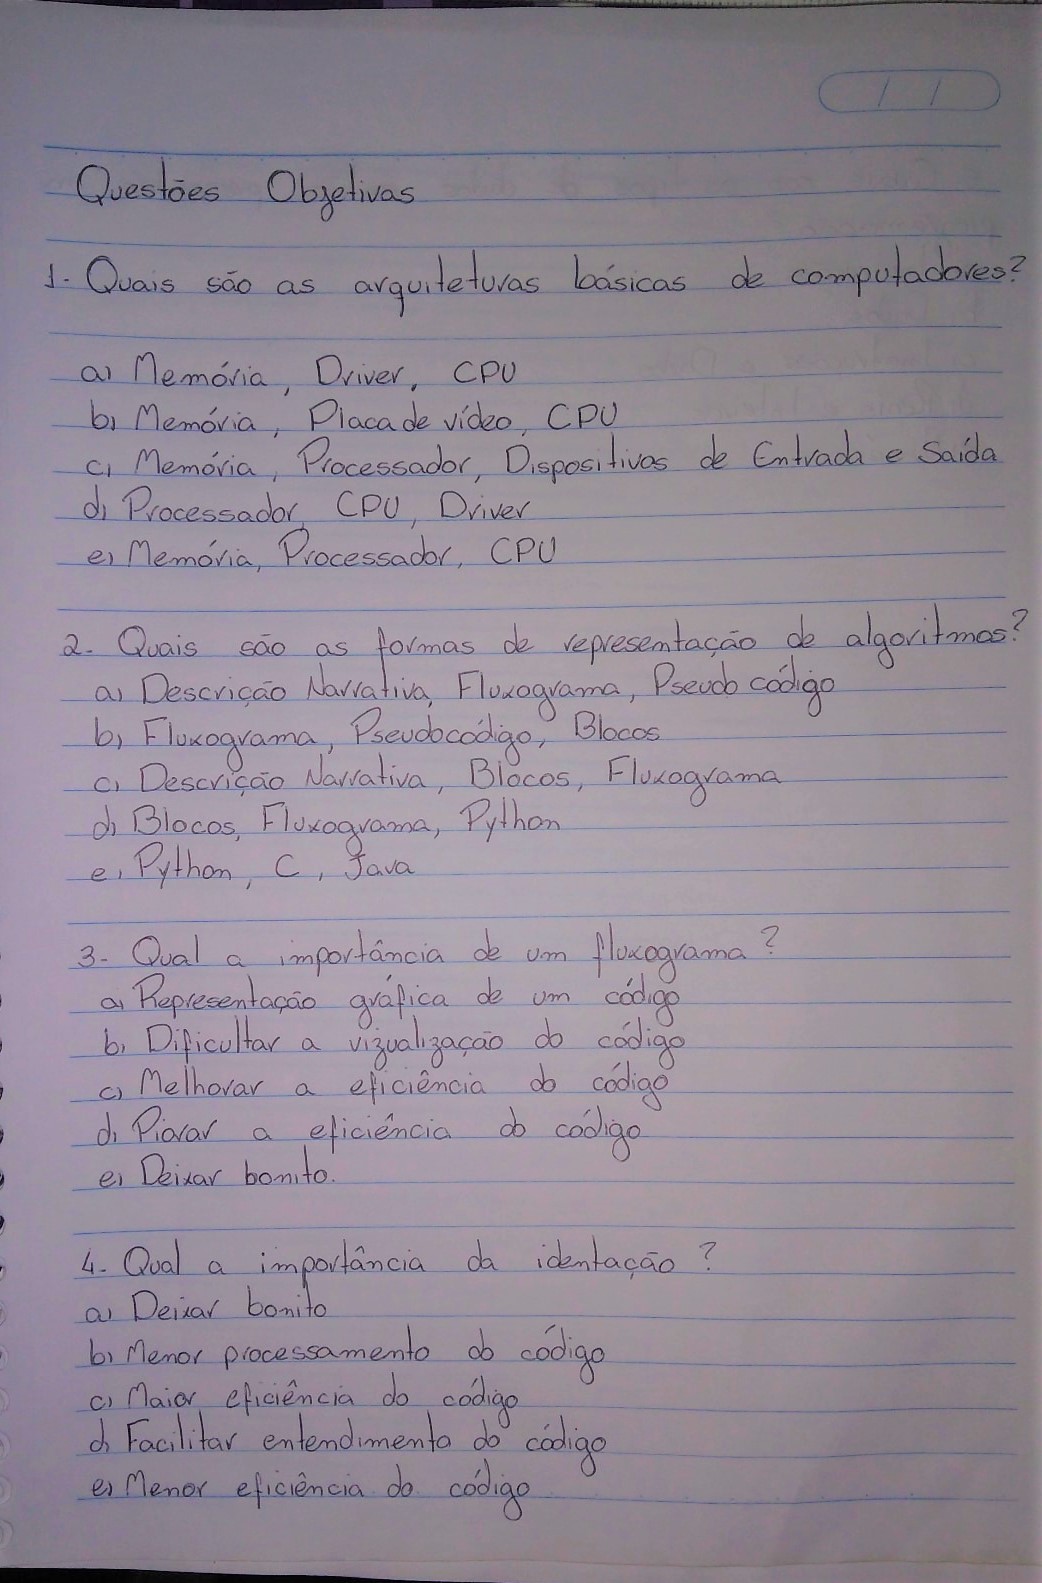 Questões Objetivas
1- Quais são as arquiteturas básicas de computadores?
a) Memória, Driver, CPU
b) Memória, Placa de vídeo, CPU
c) Memória, Processador, Dispositivos de Entrada e Saída
d) Processador, CPU, Driver
e) Memória, Processador, CPU
2- Quais são as formas de representação de algoritmos?
a) Descrição Narrativa, Fluxograma, Pseudo código
b) Fluxograma, Pseudocódigo, Blocos
c) Descrição Narrativa, Blocos, Fluxograma
d) Blocos, Fluxograma, Python
e) Python, C, Java
3- Qual a importância de um fluxograma?
a) Representação gráfica de um código
b) Dificultar a vizualização do código
c) Melhorar a eficiência do código
d) Piorar a eficiência do código
e) Deixar bonito.
4- Qual a importância da identação?
a) Deixar bonito
b) Menor processamento do código
c) Maior eficiência do código
d) Facilitar entendimento do código
e) Menor eficiência do código